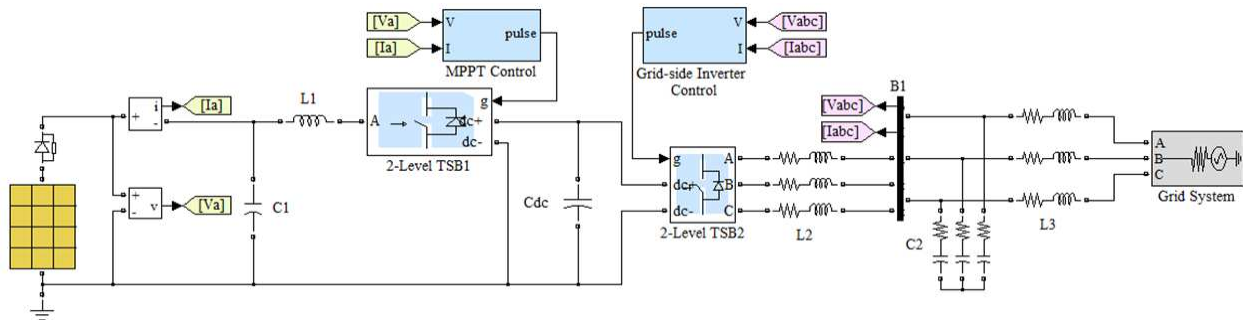 [Va]
[Ia]
V
I
pulse
MPPT Control
pulse
V
I
[Vabc]
[Iabc]
Grid-side Inverter
Control
+
-
i
[Ia]
L1
A
g
dc+
dc-
2-Level TSB1
[Vabc]
[Iabc]
B1
+
-
v
[Va]
C1
Cdc
g
dc+
dc-
A
B
C
2-Level TSB2
L2
C2
L3
A
B
C
Grid System